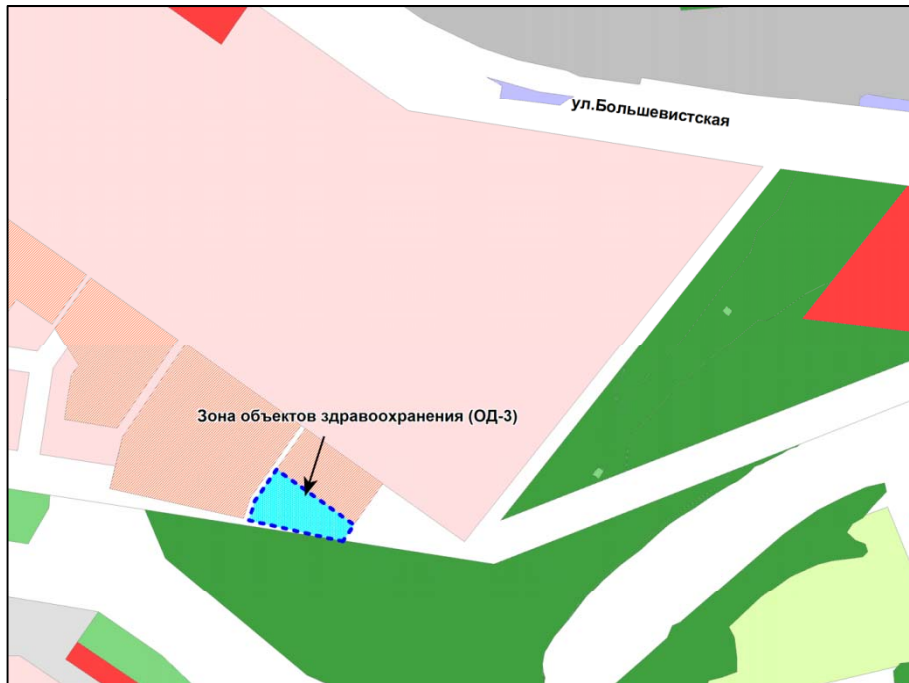 ул.Большевистская
Зона объектов здравоохранения (ОД-3)